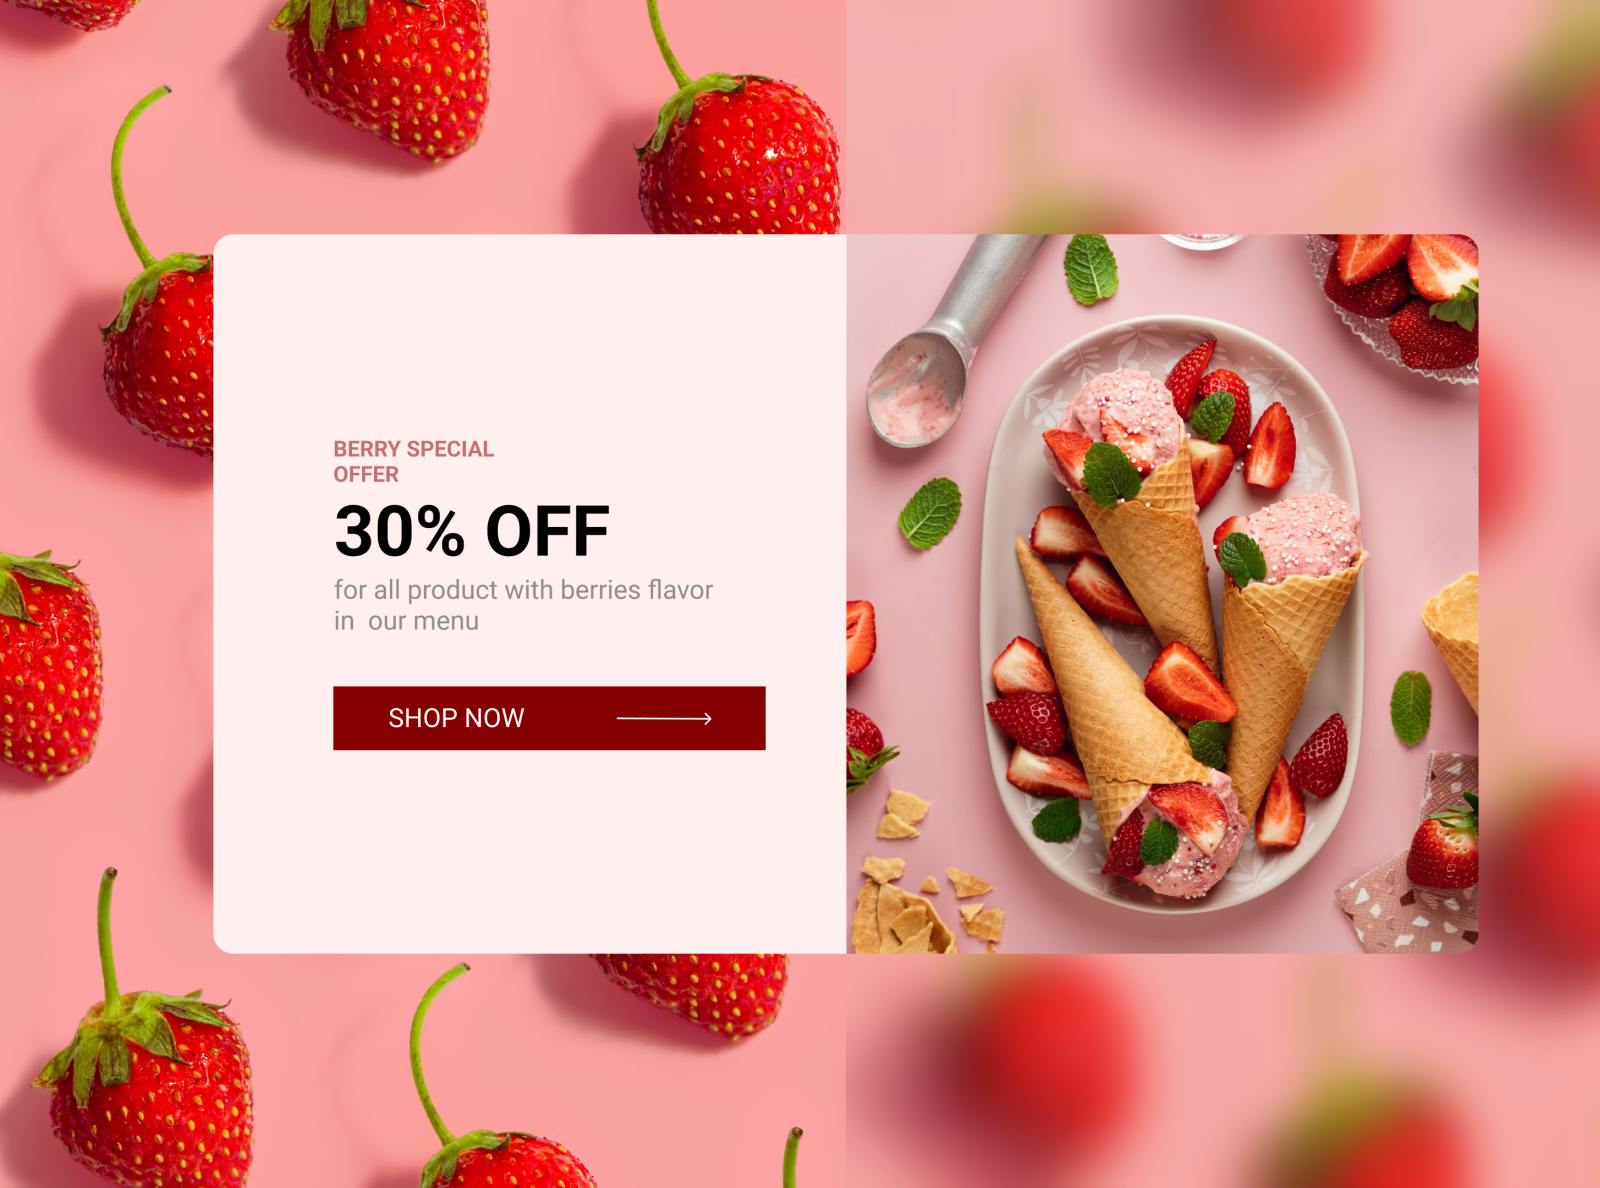 BERRY SPECIAL
OFFER
30% OFF
for all product with berries flavor
in  our menu
SHOP NOW